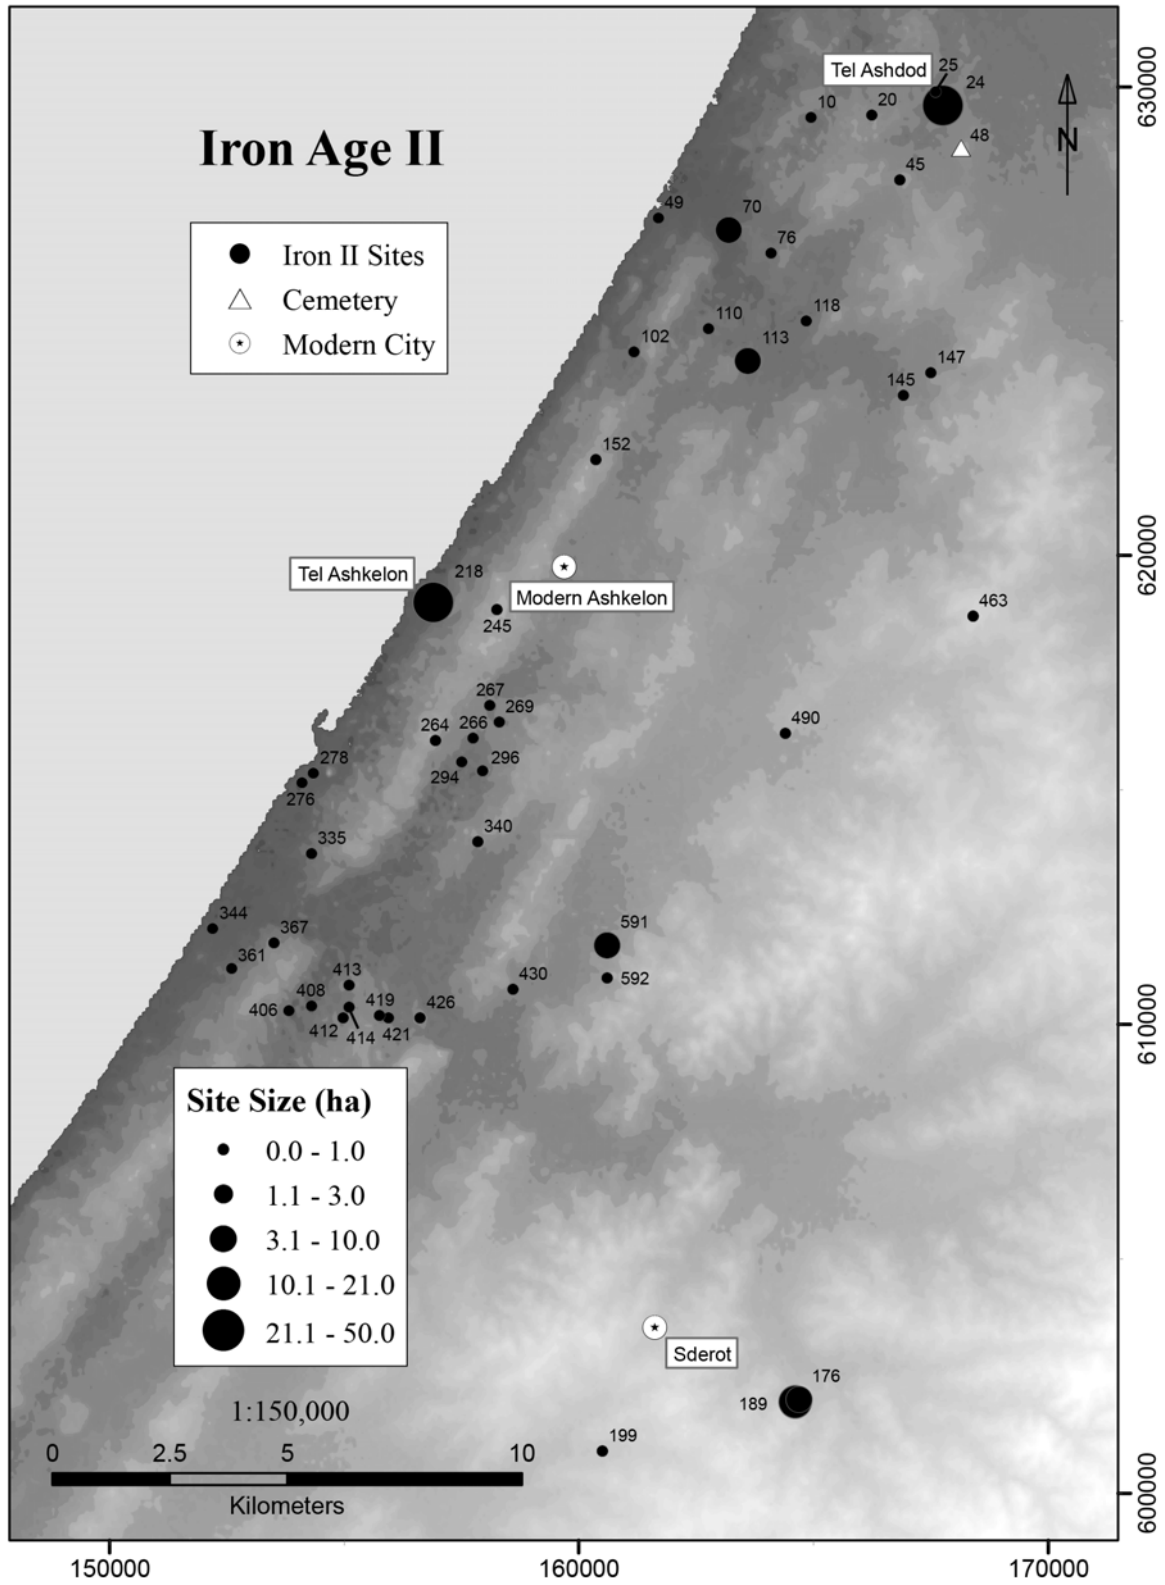 Tel Ashdod
25
24
10
20
48
N
45
630000
Iron Age II
49
70
76
Iron II Sites
Cemetery
Modern City
110
118
102
113
147
145
152
620000
Tel Ashkelon
218
Modern Ashkelon
245
463
267
269
264
266
490
294
296
278
276
340
335
344
367
591
361
413
430
592
408
419
426
406
412
414
421
610000
Site Size (ha)
0.0 - 1.0
1.1 - 3.0
3.1 - 10.0
10.1 - 21.0
21.1 - 50.0
Sderot
176
189
1:150,000
199
0 2.5 5 10
Kilometers
600000
150000 160000 170000